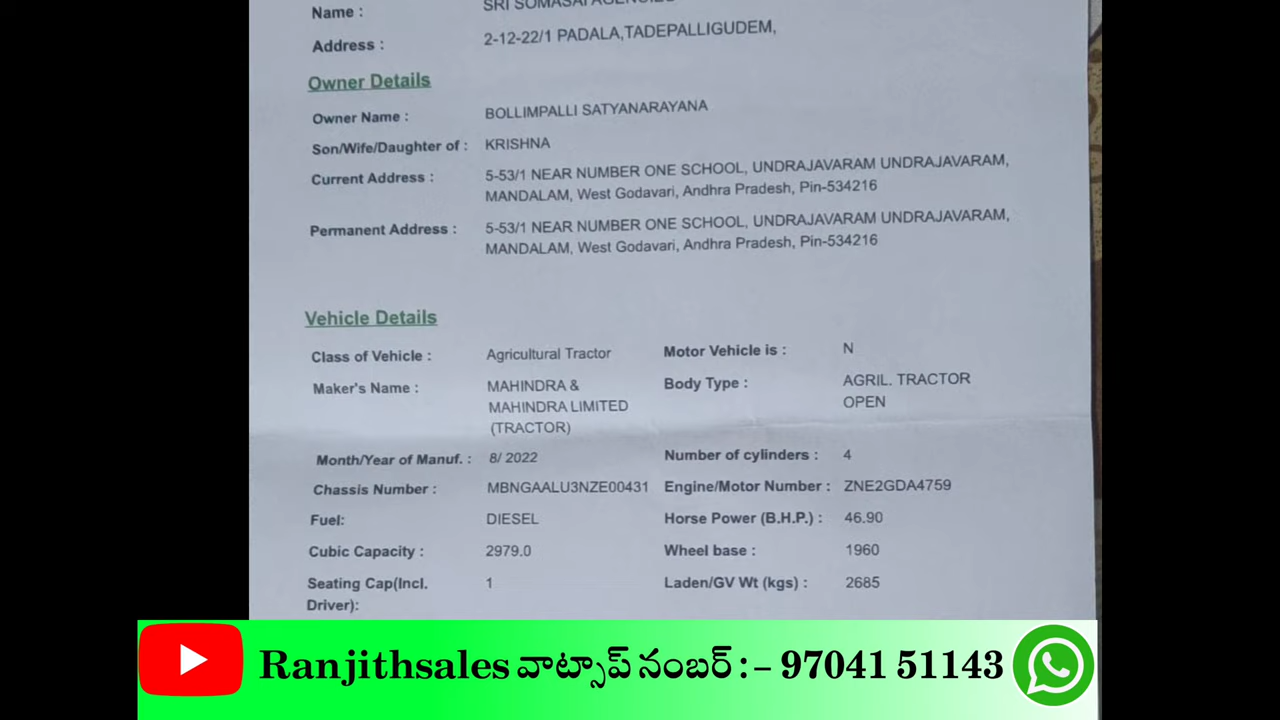 Name : SRI SOMASAI AGENCIES
Address : 2-12-22/1 PADALA,TADEPALLIGUDEM,
Owner Details
Owner Name : BOLLIMPALLI SATYANARAYANA
Son/Wife/Daughter of : KRISHNA
Current Address : 5-53/1 NEAR NUMBER ONE SCHOOL, UNDRAJAVARAM UNDRAJAVARAM,
MANDALAM, West Godavari, Andhra Pradesh, Pin-534216
Permanent Address : 5-53/1 NEAR NUMBER ONE SCHOOL, UNDRAJAVARAM UNDRAJAVARAM,
MANDALAM, West Godavari, Andhra Pradesh, Pin-534216
Vehicle Details
Class of Vehicle : Agricultural Tractor Motor Vehicle is : N
Maker's Name : MAHINDRA & Body Type : AGRIL. TRACTOR
MAHINDRA LIMITED OPEN
(TRACTOR)
Month/Year of Manuf. : 8/ 2022 Number of cylinders : 4
Chassis Number : MBNGAALU3NZE00431 Engine/Motor Number : ZNE2GDA4759
Fuel: DIESEL Horse Power (B.H.P.) : 46.90
Cubic Capacity : 2979.0 Wheel base : 1960
Seating Cap(Incl. 1 Laden/GV Wt (kgs) : 2685
Driver):
Ranjithsales వాట్సాప్ నంబర్ :- 97041 51143